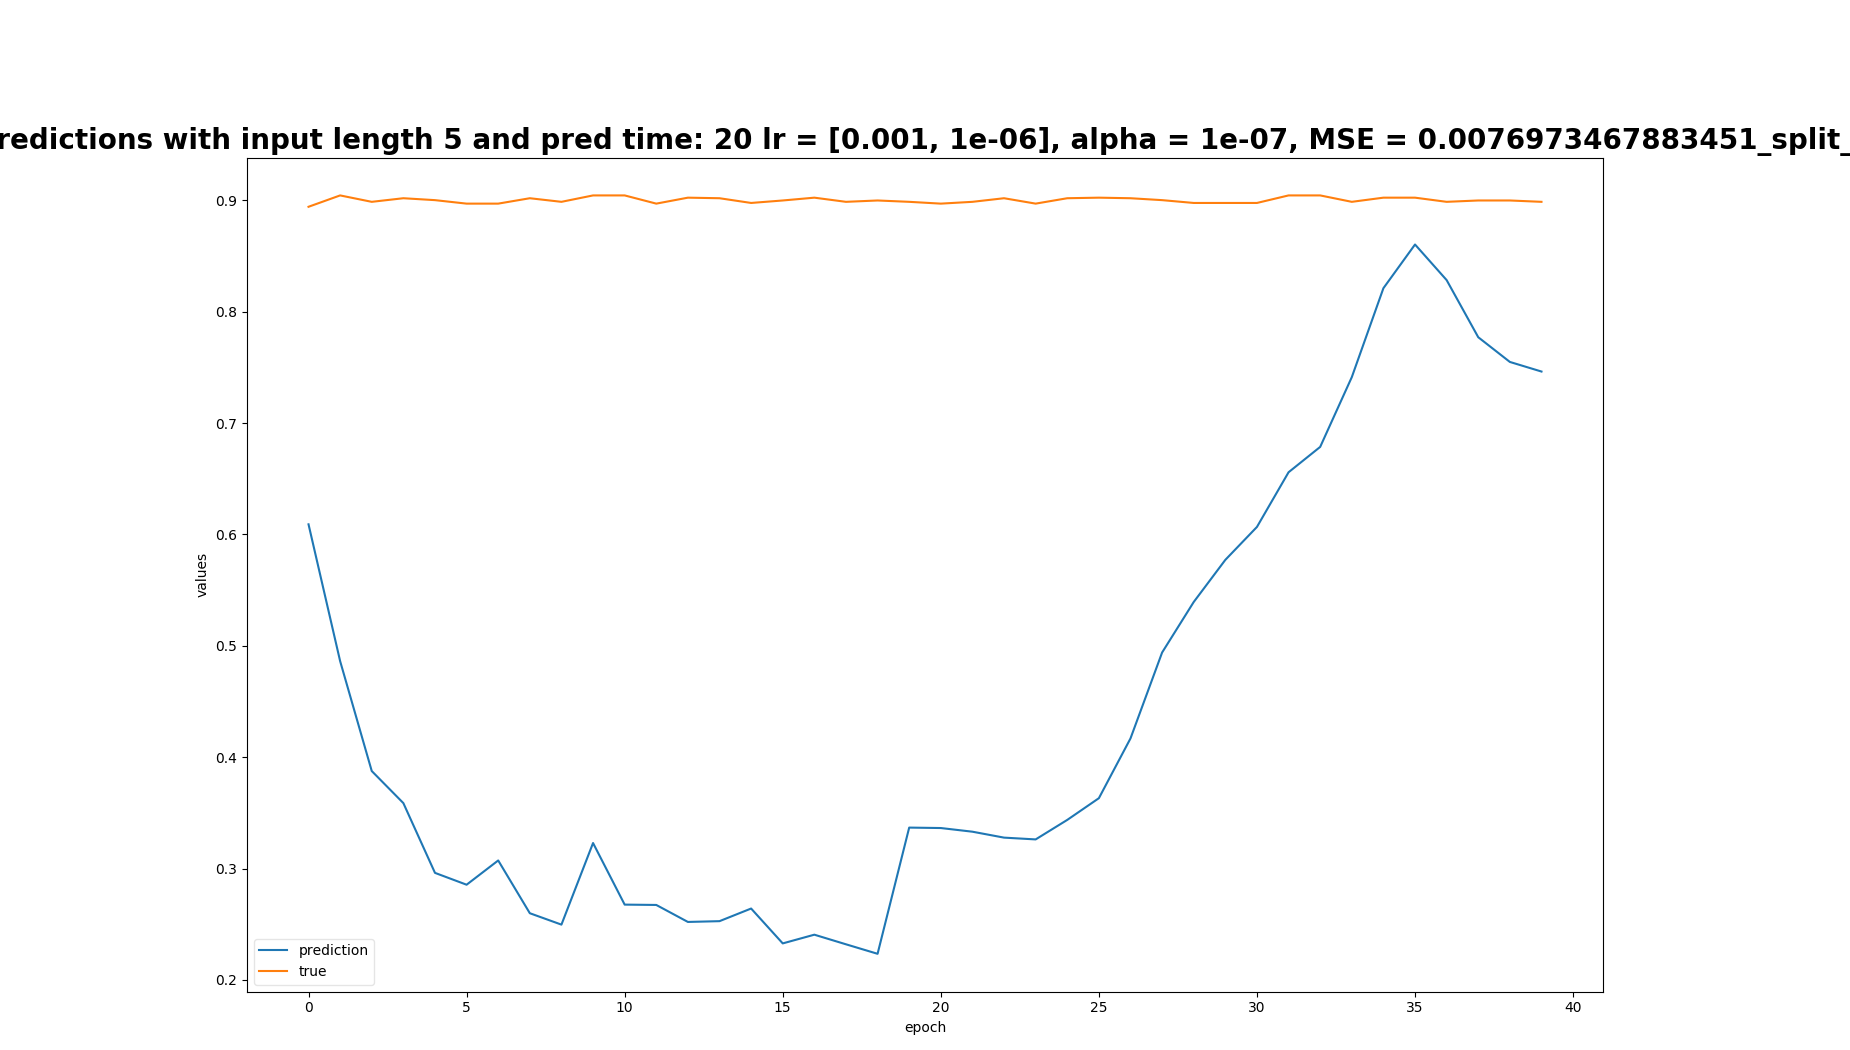 redictions with input length 5 and pred time: 20 lr = [0.001, 1e-06], alpha = 1e-07, MSE = 0.0076973467883451_split_
0.9
0.8
0.7
0.6
0.5
0.4
0.3
0.2
values
prediction
true
0 5 10 15 20 25 30 35 40
epoch